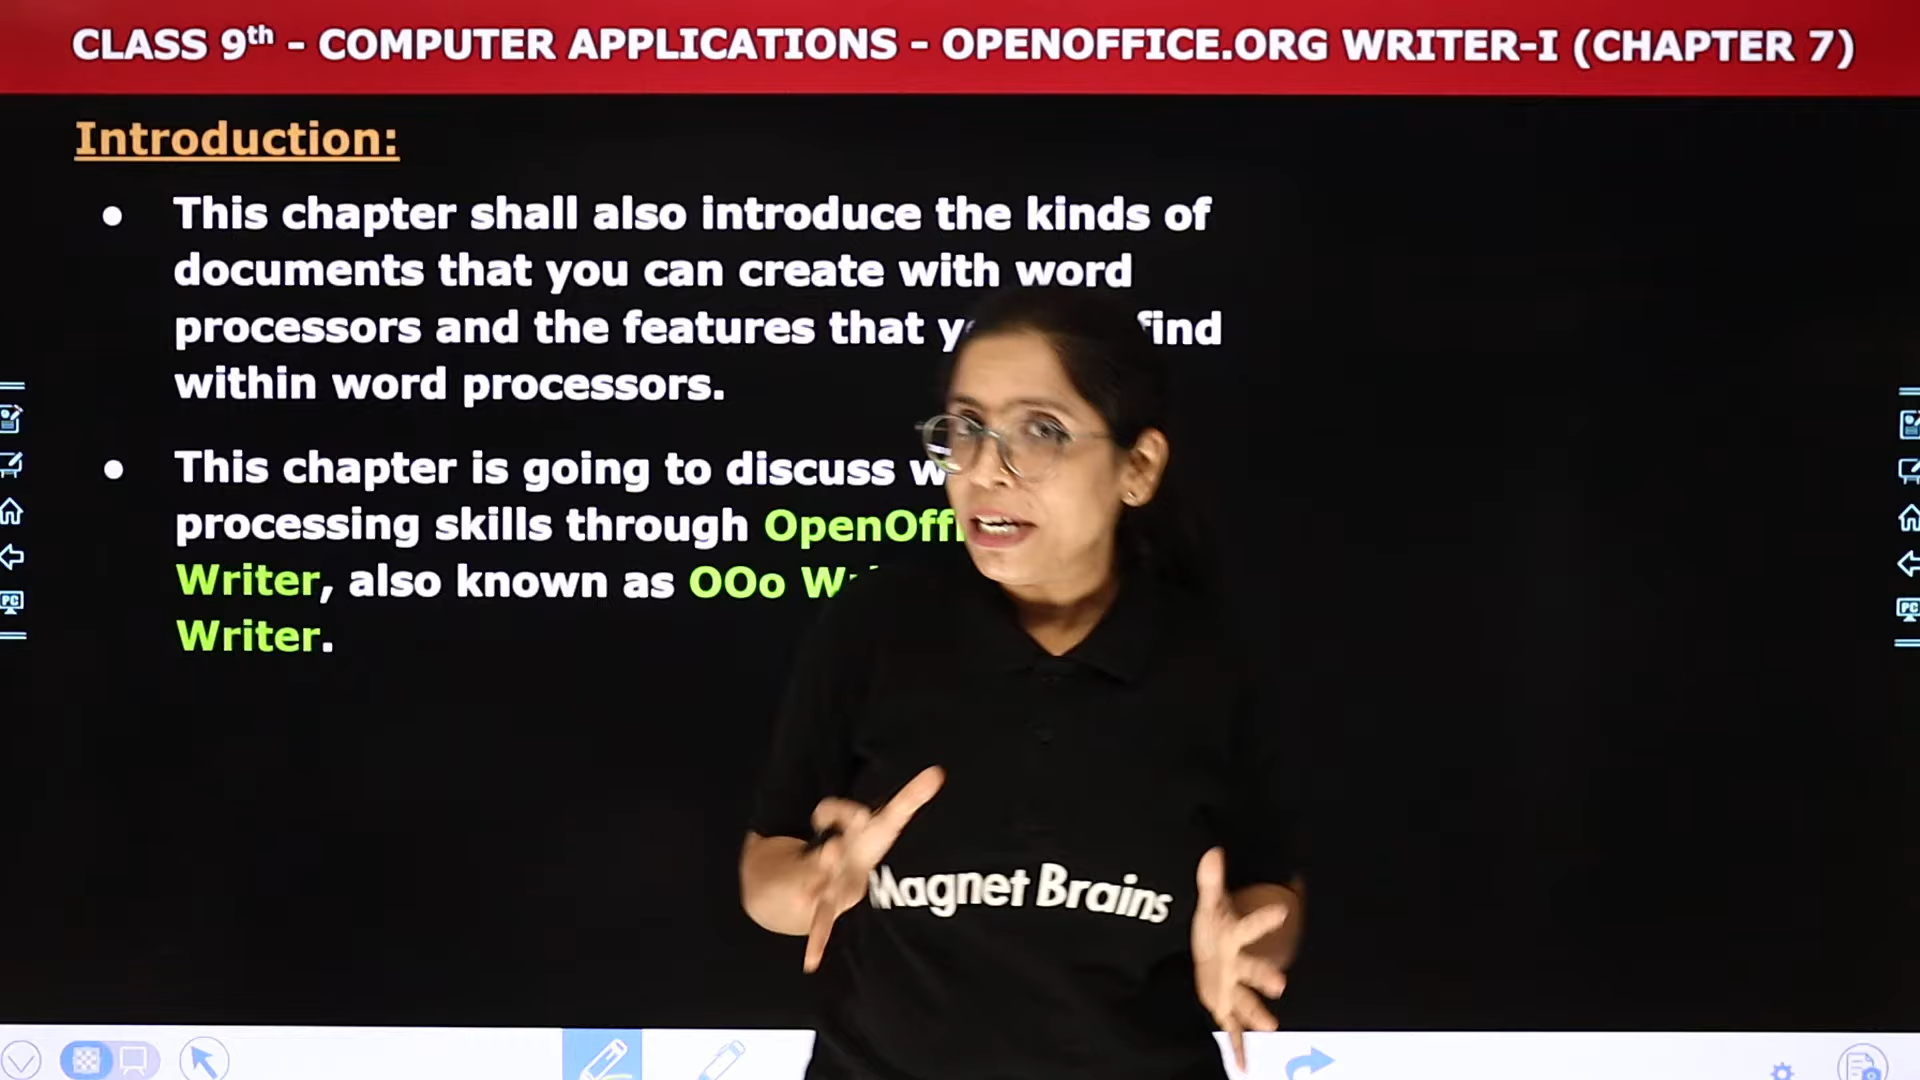 CLASS 9th - COMPUTER APPLICATIONS - OPENOFFICE.ORG WRITER-I (CHAPTER 7)
Introduction:
● This chapter shall also introduce the kinds of
documents that you can create with word
processors and the features that find
within word processors.
● This chapter is going to discuss
processing skills through
Writer, also known as OOo
Writer.
Magnet Brains
PC
PC